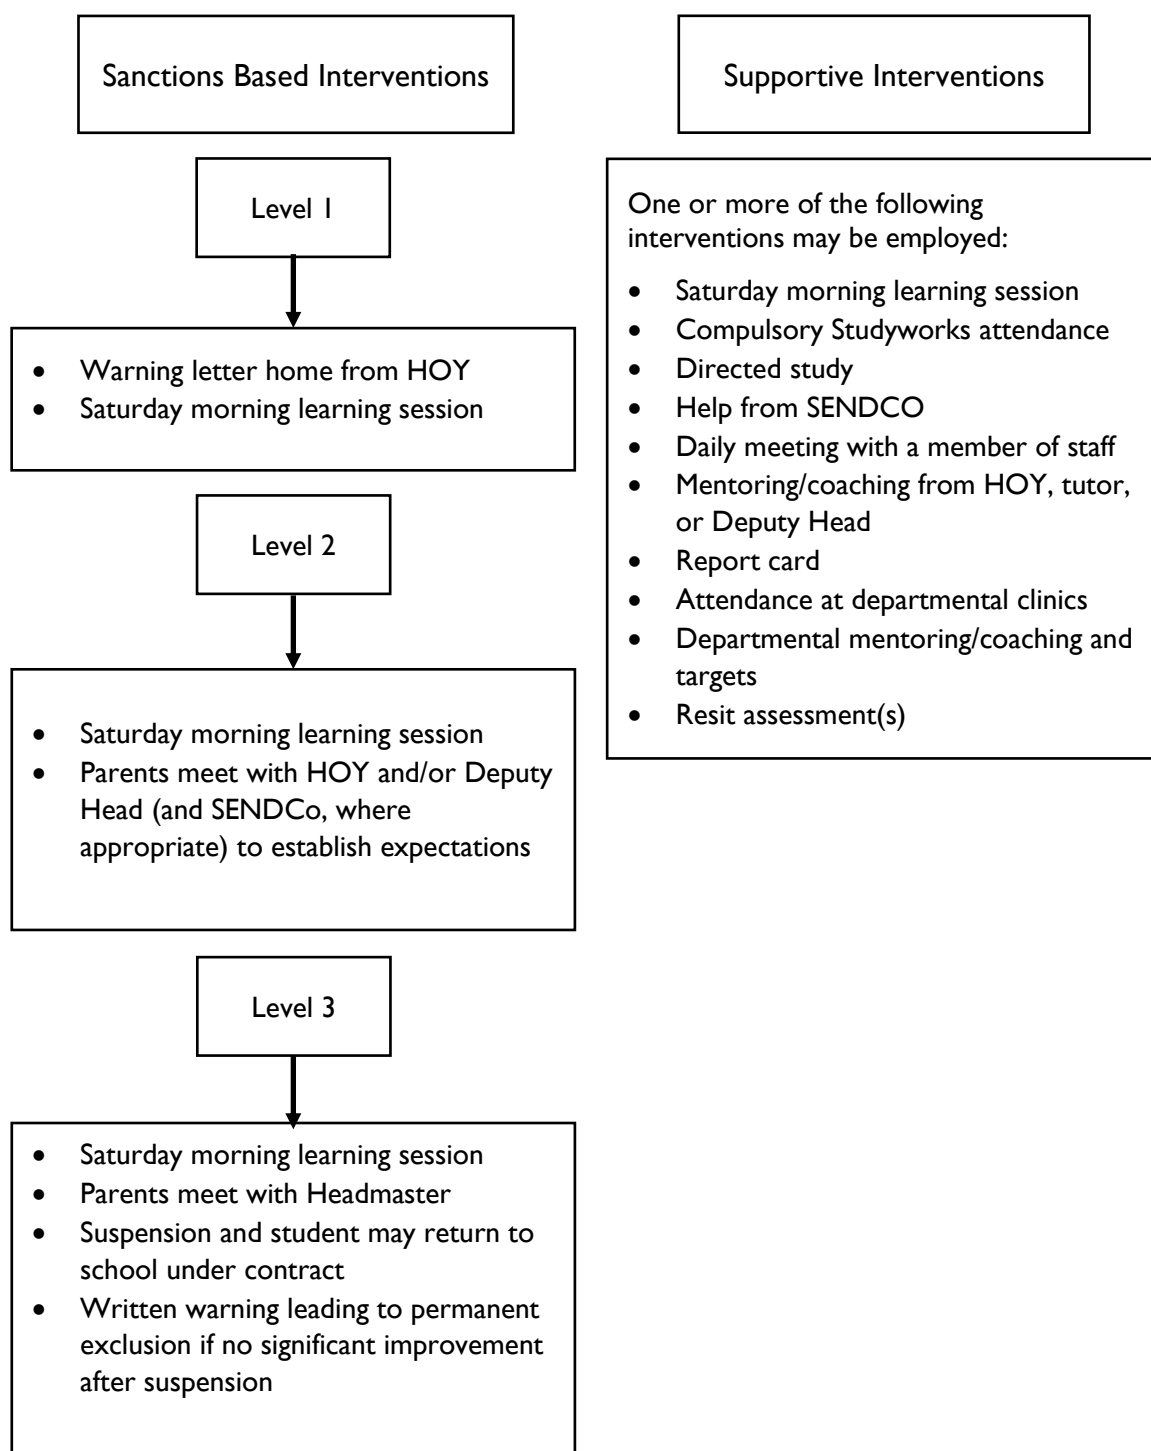 Sanctions Based Interventions
Level 1
• Warning letter home from HOY
• Saturday morning learning session
Level 2
• Saturday morning learning session
• Parents meet with HOY and/or Deputy
Head (and SENDCo, where
appropriate) to establish expectations
Level 3
• Saturday morning learning session
• Parents meet with Headmaster
• Suspension and student may return to
school under contract
• Written warning leading to permanent
exclusion if no significant improvement
after suspension
Supportive Interventions
One or more of the following
interventions may be employed:
• Saturday morning learning session
• Compulsory Studyworks attendance
• Directed study
• Help from SENDCO
• Daily meeting with a member of staff
• Mentoring/coaching from HOY, tutor,
or Deputy Head
• Report card
• Attendance at departmental clinics
• Departmental mentoring/coaching and
targets
• Resit assessment(s)